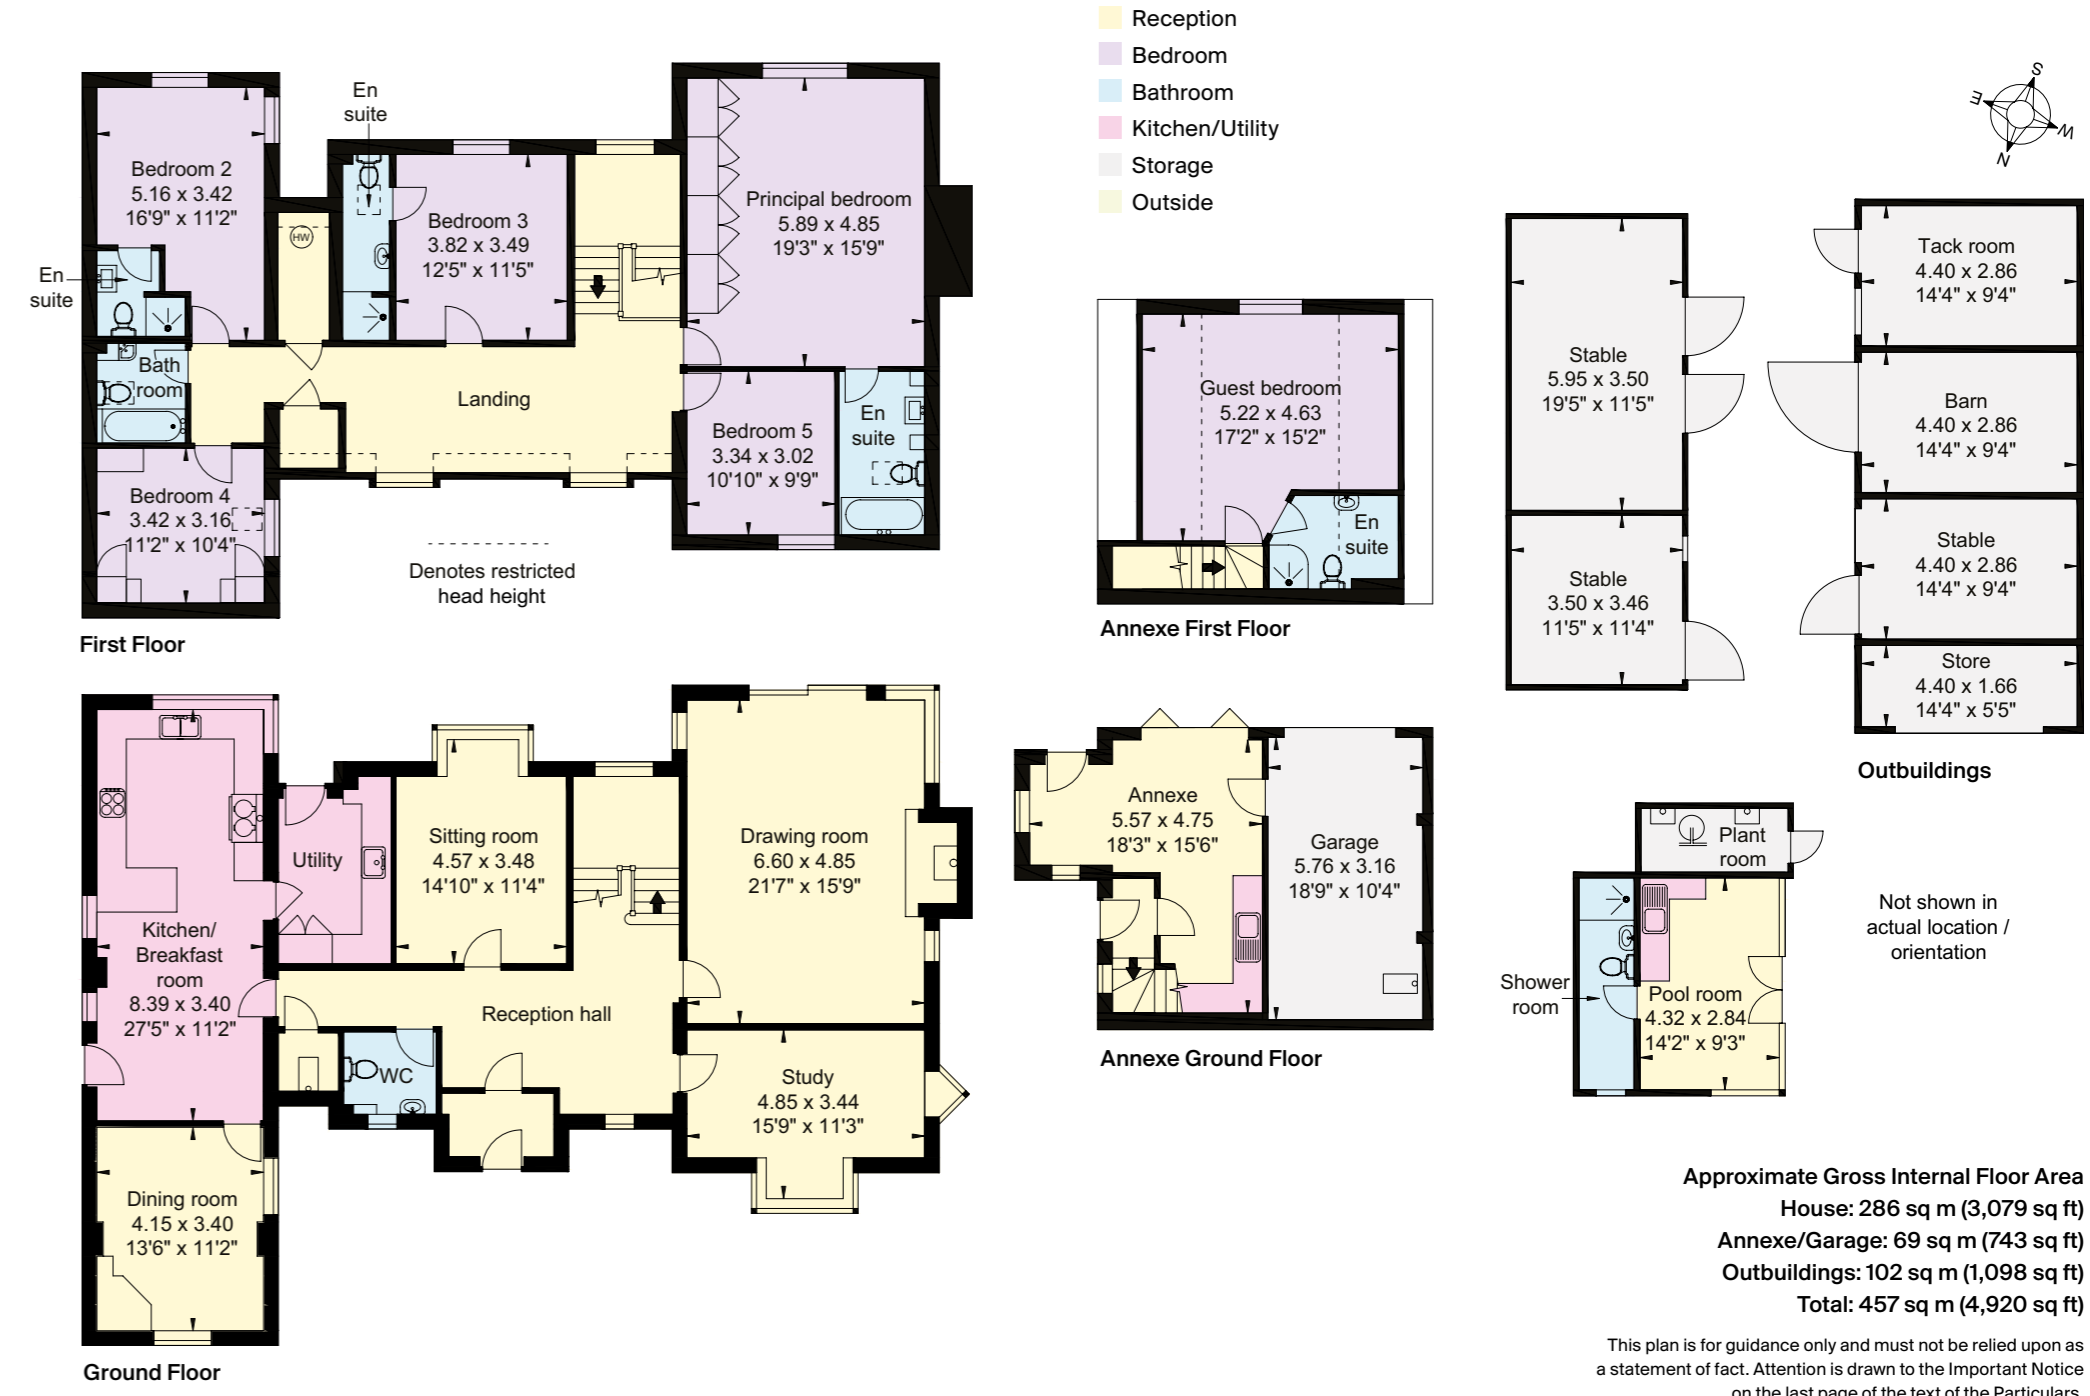 Reception
Bedroom
Bathroom
Kitchen/Utility
Storage
Outside
S
E
W
N
En
suite
Bedroom 2
5.16 x 3.42
16'9" x 11'2"
En
suite
HW
Bedroom 3
3.82 x 3.49
12'5" x 11'5"
Principal bedroom
5.89 x 4.85
19'3" x 15'9"
Bath
room
Landing
Bedroom 4
3.42 x 3.16
11'2" x 10'4"
Bedroom 5
3.34 x 3.02
10'10" x 9'9"
En
suite
Denotes restricted
head height
First Floor
Guest bedroom
5.22 x 4.63
17'2" x 15'2"
En
suite
Annexe First Floor
Stable
5.95 x 3.50
19'5" x 11'5"
Stable
3.50 x 3.46
11'5" x 11'4"
Tack room
4.40 x 2.86
14'4" x 9'4"
Barn
4.40 x 2.86
14'4" x 9'4"
Stable
4.40 x 2.86
14'4" x 9'4"
Store
4.40 x 1.66
14'4" x 5'5"
Outbuildings
Kitchen/
Breakfast
room
8.39 x 3.40
27'5" x 11'2"
Utility
Sitting room
4.57 x 3.48
14'10" x 11'4"
Drawing room
6.60 x 4.85
21'7" x 15'9"
Reception hall
WC
Study
4.85 x 3.44
15'9" x 11'3"
Dining room
4.15 x 3.40
13'6" x 11'2"
Ground Floor
Annexe
5.57 x 4.75
18'3" x 15'6"
Garage
5.76 x 3.16
18'9" x 10'4"
Annexe Ground Floor
Plant
room
Shower
room
Pool room
4.32 x 2.84
14'2" x 9'3"
Not shown in
actual location /
orientation
Approximate Gross Internal Floor Area
House: 286 sq m (3,079 sq ft)
Annexe/Garage: 69 sq m (743 sq ft)
Outbuildings: 102 sq m (1,098 sq ft)
Total: 457 sq m (4,920 sq ft)
This plan is for guidance only and must not be relied upon as
a statement of fact. Attention is drawn to the Important Notice
on the last page of the text of the Particulars.